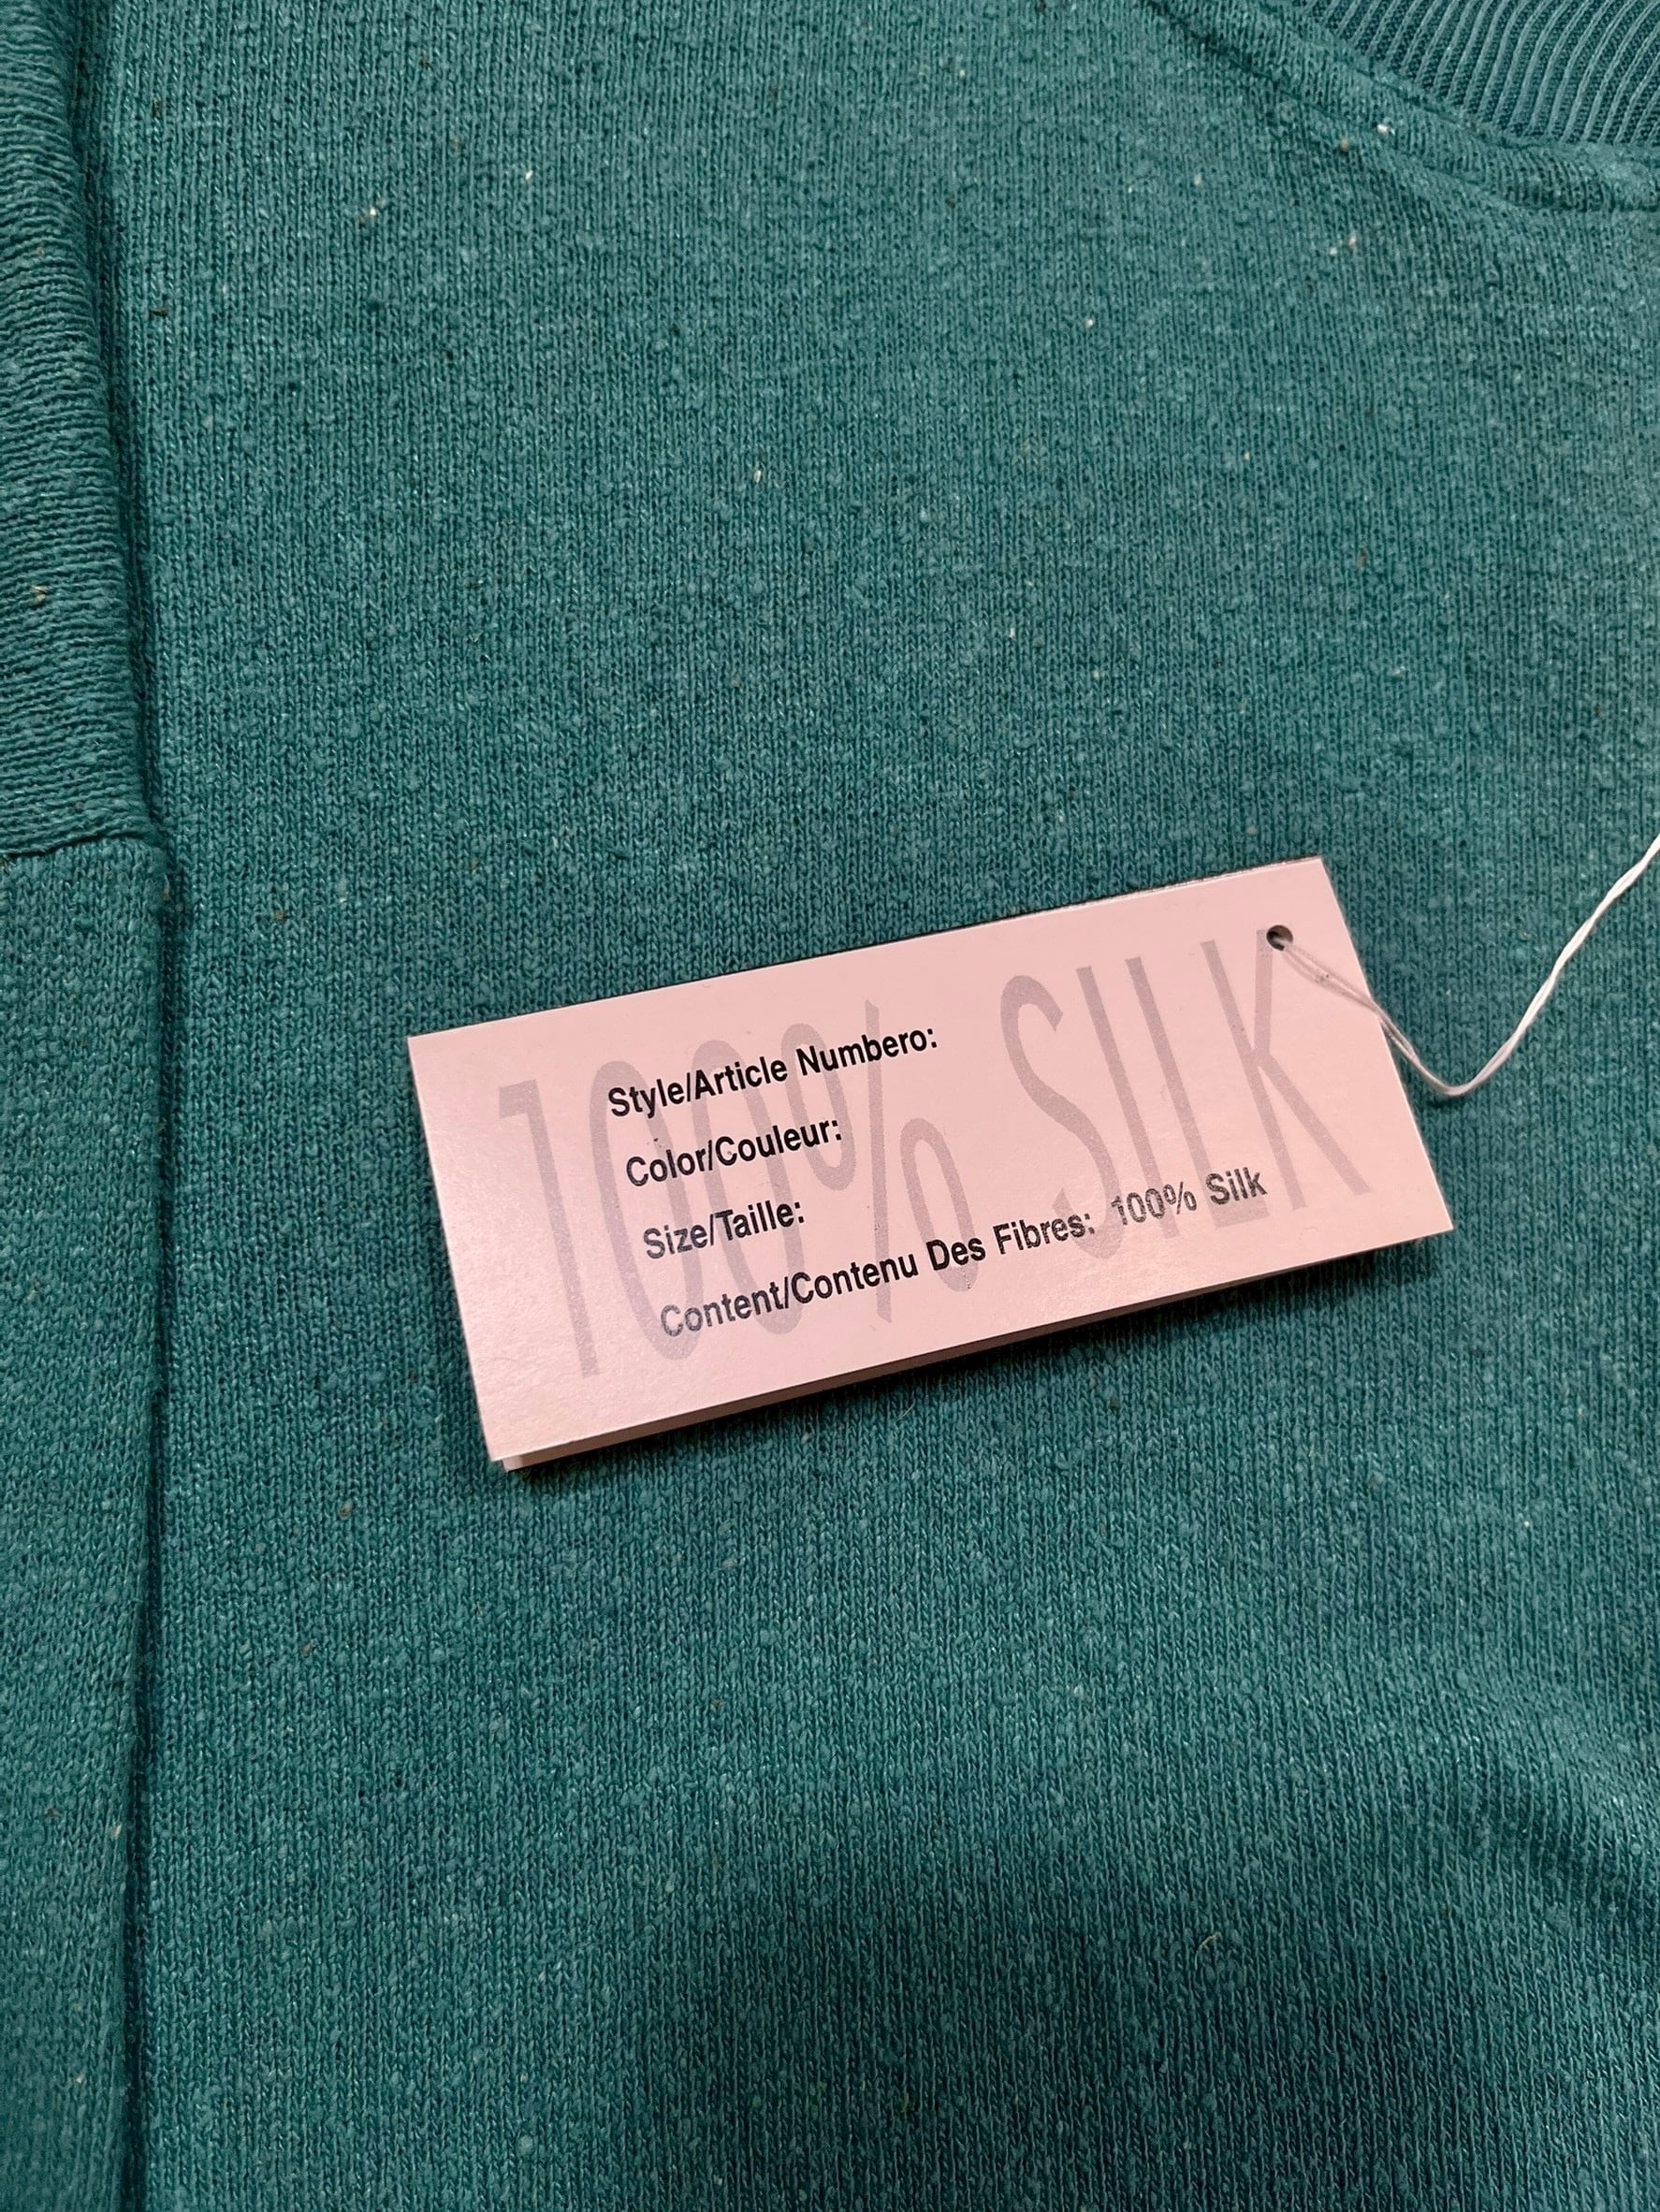 100% SILK
Style/Article Numbero:
Color/Couleur:
Size/Taille:
Content/Contenu Des Fibres: 100% Silk